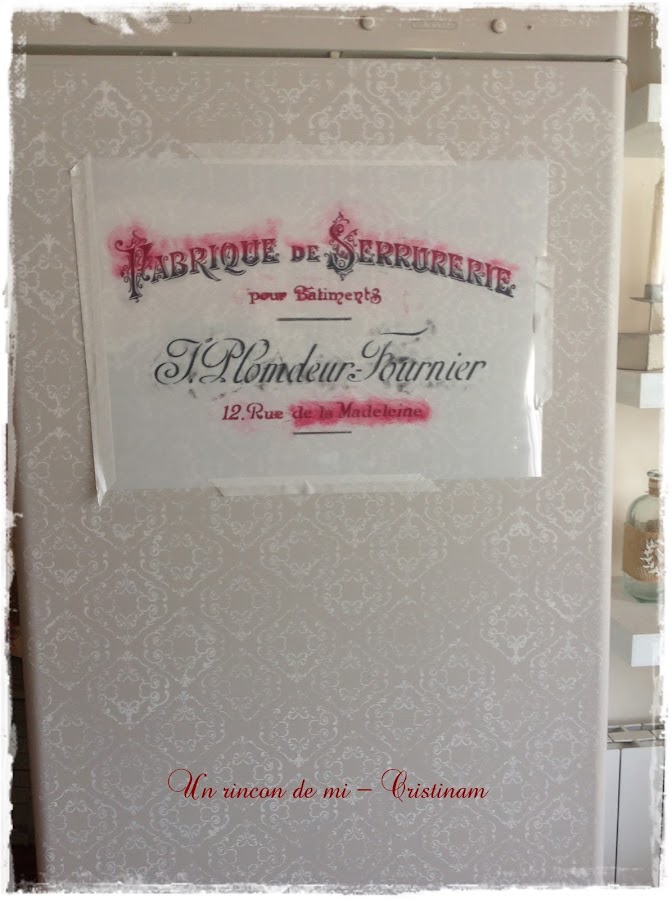 FABRIQUE DE SERRURERIE
pour Batiments
J. Plomdeur-Fournier
12. Rue de la Madeleine
Un rincon de mi – Cristinam